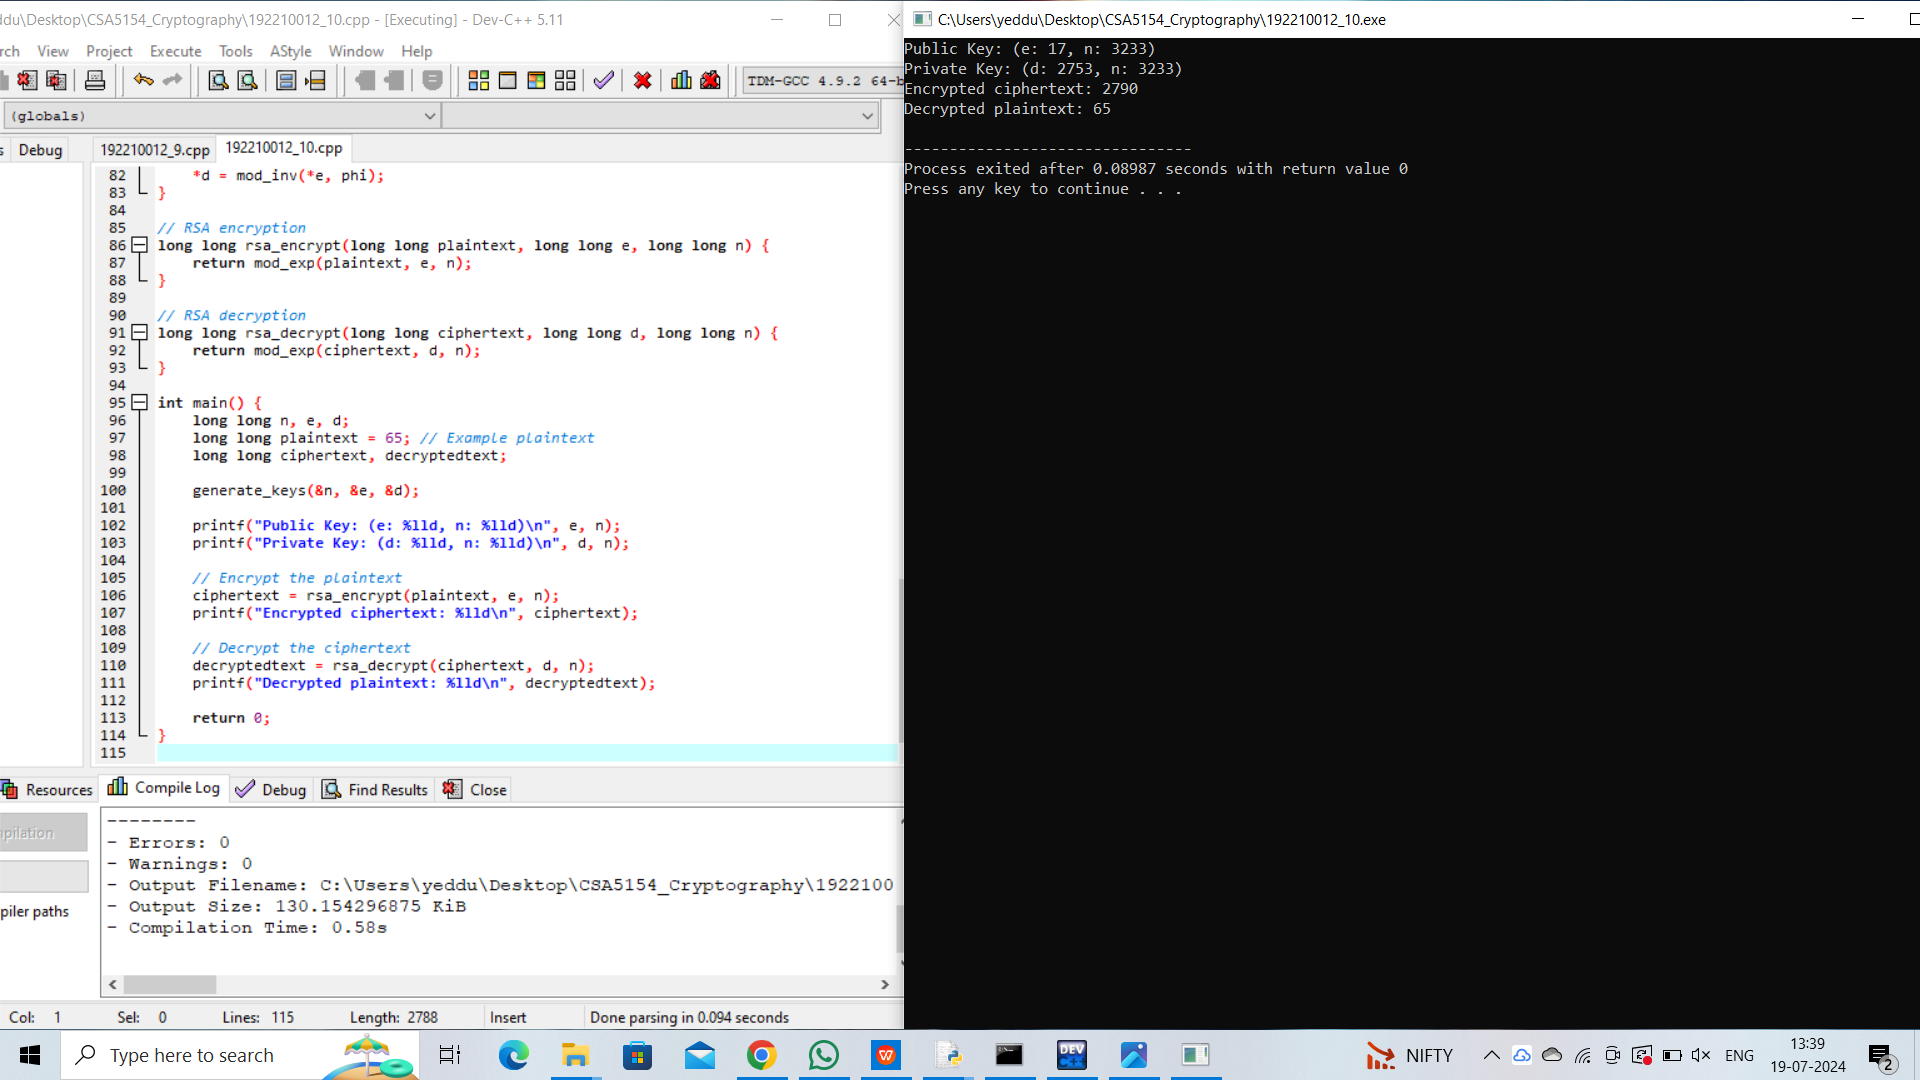 ddu\Desktop\CSA5154_Cryptography\192210012_10.cpp - [Executing] - Dev-C++ 5.11
rch View Project Execute Tools AStyle Window Help
TDM-GCC 4.9.2 64-b
(globals)
s Debug 192210012_9.cpp 192210012_10.cpp
82 *d = mod_inv(*e, phi);
83 }
84
85 // RSA encryption
86 long long rsa_encrypt(long long plaintext, long long e, long long n) {
87 return mod_exp(plaintext, e, n);
88 }
89
90 // RSA decryption
91 long long rsa_decrypt(long long ciphertext, long long d, long long n) {
92 return mod_exp(ciphertext, d, n);
93 }
94
95 int main() {
96 long long n, e, d;
97 long long plaintext = 65; // Example plaintext
98 long long ciphertext, decryptedtext;
99
100 generate_keys(&n, &e, &d);
101
102 printf("Public Key: (e: %lld, n: %lld)\n", e, n);
103 printf("Private Key: (d: %lld, n: %lld)\n", d, n);
104
105 // Encrypt the plaintext
106 ciphertext = rsa_encrypt(plaintext, e, n);
107 printf("Encrypted ciphertext: %lld\n", ciphertext);
108
109 // Decrypt the ciphertext
110 decryptedtext = rsa_decrypt(ciphertext, d, n);
111 printf("Decrypted plaintext: %lld\n", decryptedtext);
112
113 return 0;
114 }
115
Resources Compile Log Debug Find Results Close
mpilation
piler paths
--------
- Errors: 0
- Warnings: 0
- Output Filename: C:\Users\yeddu\Desktop\CSA5154_Cryptography\1922100
- Output Size: 130.154296875 KiB
- Compilation Time: 0.58s
Col: 1 Sel: 0 Lines: 115 Length: 2788 Insert Done parsing in 0.094 seconds
C:\Users\yeddu\Desktop\CSA5154_Cryptography\192210012_10.exe
Public Key: (e: 17, n: 3233)
Private Key: (d: 2753, n: 3233)
Encrypted ciphertext: 2790
Decrypted plaintext: 65
--------------------------------
Process exited after 0.08987 seconds with return value 0
Press any key to continue . . .
Type here to search
DEV
W
NIFTY
ENG
13:39
19-07-2024
2